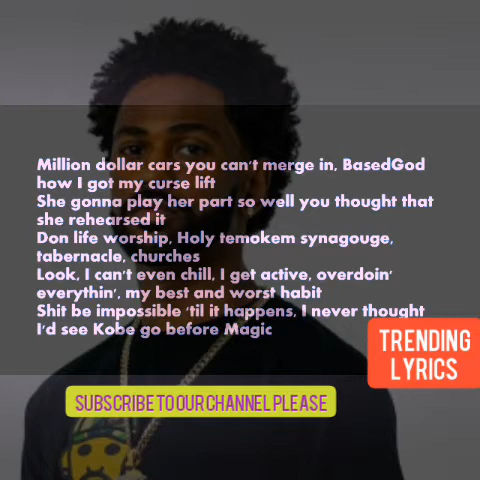 Million dollar cars you can't merge in, BasedGod
how I got my curse lift
She gonna play her part so well you thought that
she rehearsed it
Don life worship, Holy temokem synagouge,
tabernacle, churches
Look, I can't even chill, I get active, overdoin'
everythin', my best and worst habit
Shit be impossible 'til it happens, I never thought
I'd see Kobe go before Magic
TRENDING
LYRICS
SUBSCRIBE TO OUR CHANNEL PLEASE